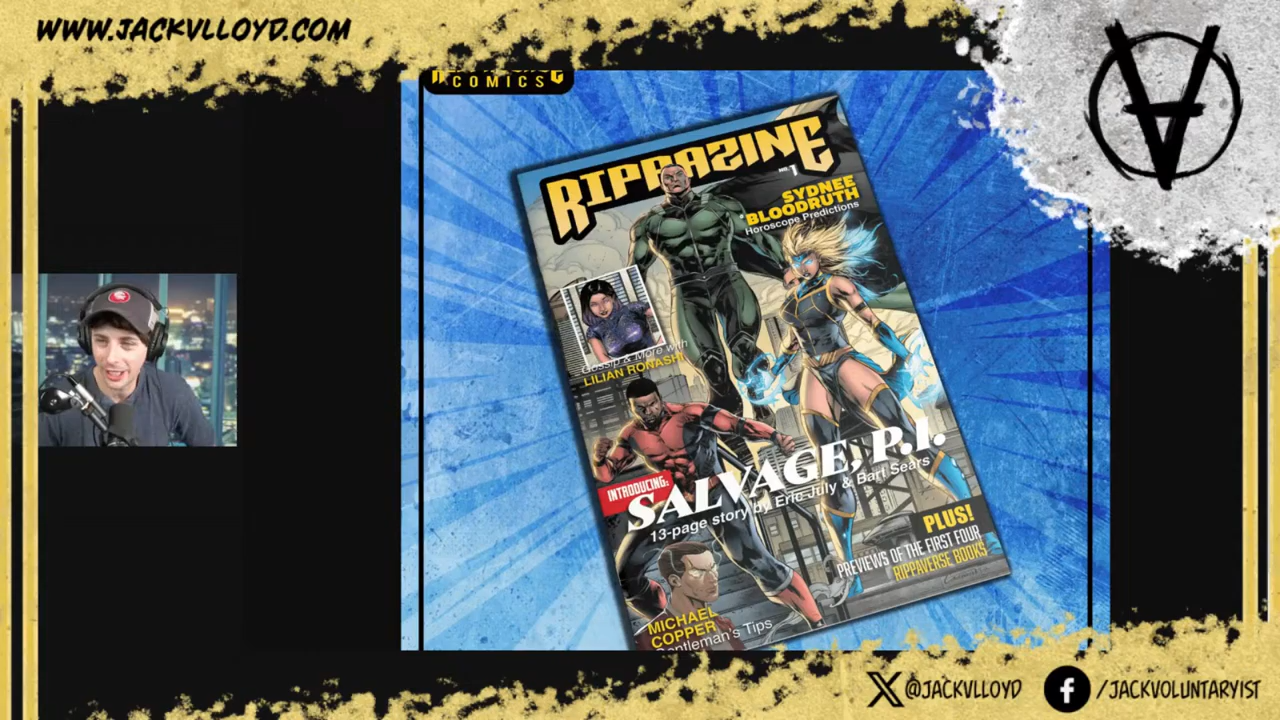 WWW.JACKVLLOYD.COM
COMICS
RIPPAZINE
NO. 1
SYDNEE
BLOODRUTH
Horoscope Predictions
Gossip & More with
LILIAN RONASHI
INTRODUCING:
SALVAGE, P.I.
13-page story by Eric July & Bart Sears
PLUS!
PREVIEWS OF THE FIRST FOUR
RIPPAVERSE BOOKS
MICHAEL
COPPER
Gentleman's Tips
@JACKVLLOYD
/JACKVOLUNTARYIST